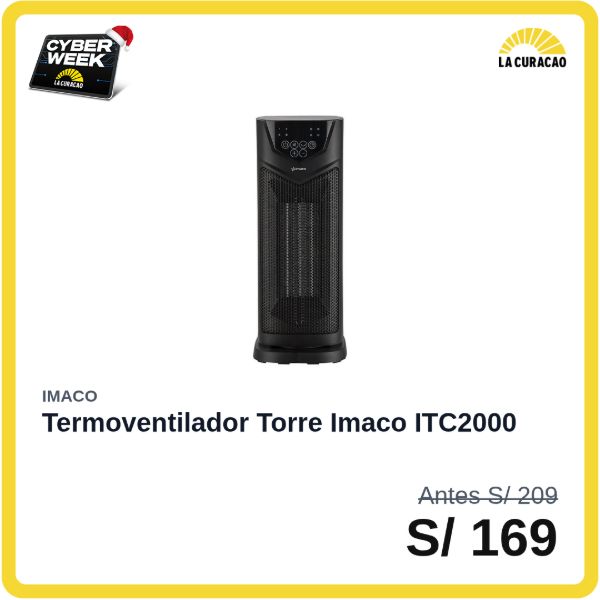 CYBER
WEEK
LA CURACAO
LA CURACAO
IMACO
Termoventilador Torre Imaco ITC2000
Antes S/ 209
S/ 169